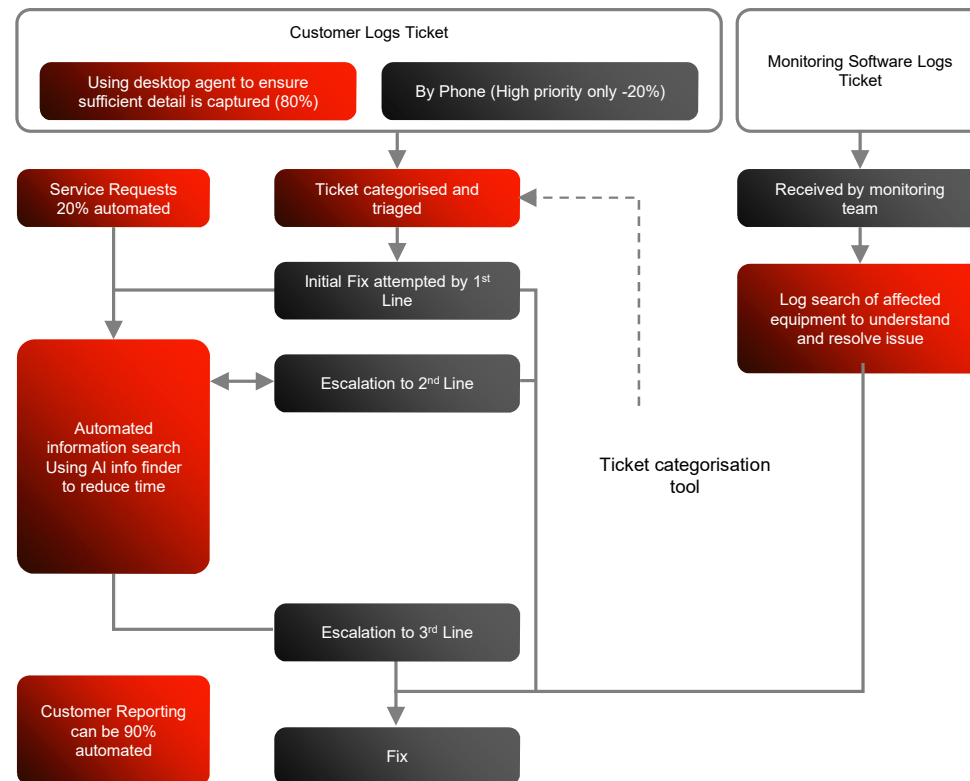 Customer Logs Ticket
Using desktop agent to ensure
sufficient detail is captured (80%)
By Phone (High priority only -20%)
Monitoring Software Logs
Ticket
Service Requests
20% automated
Ticket categorised and
triaged
Received by monitoring
team
Initial Fix attempted by 1st
Line
Log search of affected
equipment to understand
and resolve issue
Escalation to 2nd Line
Automated
information search
Using AI info finder
to reduce time
Ticket categorisation
tool
Escalation to 3rd Line
Customer Reporting
can be 90%
automated
Fix